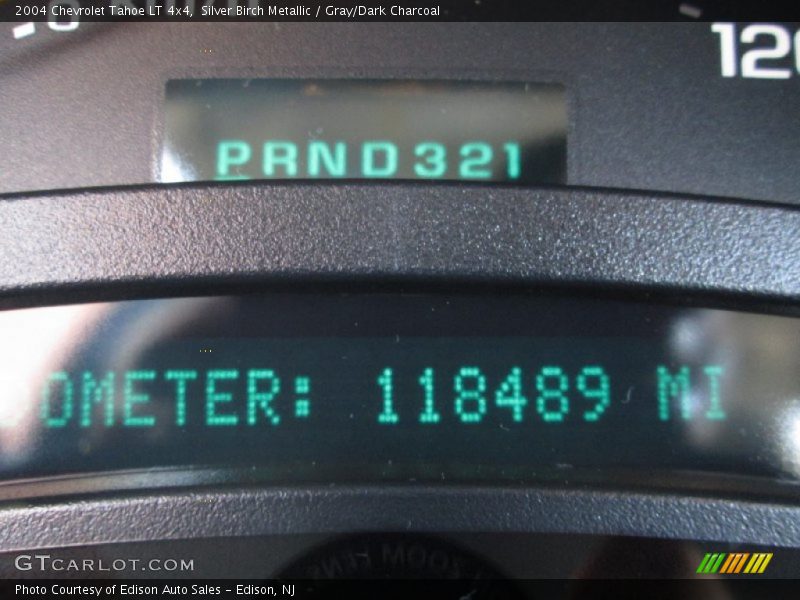 2004 Chevrolet Tahoe LT 4x4,  Silver Birch Metallic / Gray/Dark Charcoal
120
PRND321
OMETER: 118489 MI
GTCARLOT.COM
Photo Courtesy of Edison Auto Sales - Edison, NJ